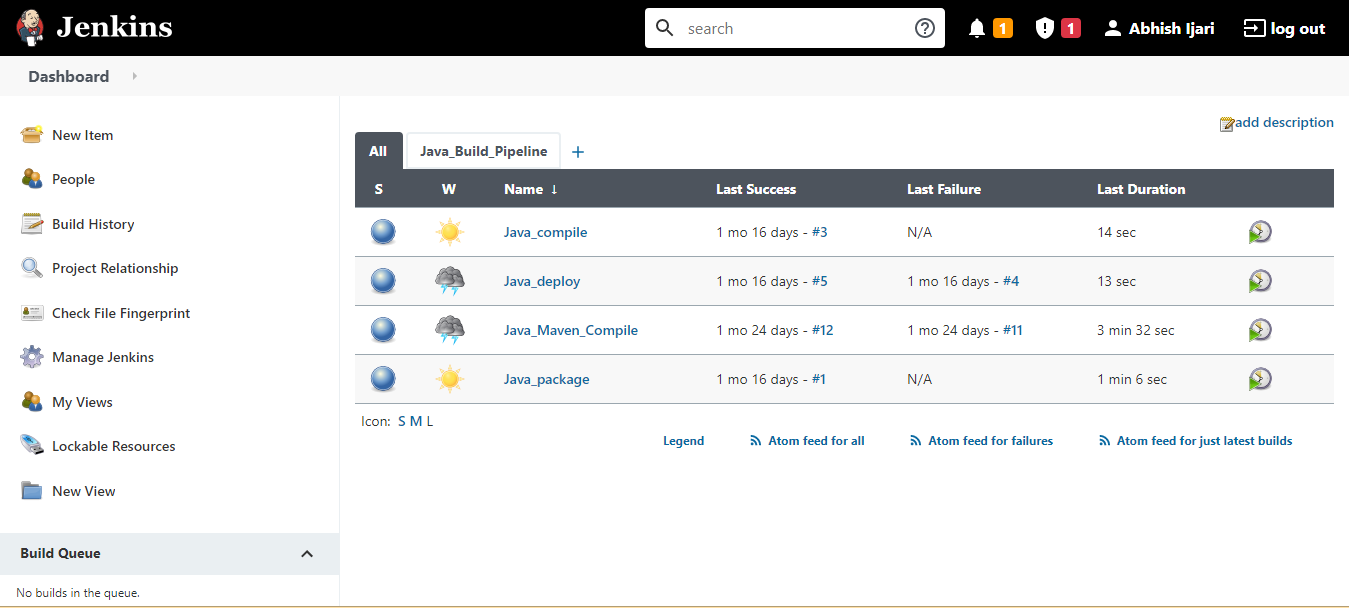 Jenkins
search
1
1
Abhish Ijari
log out
Dashboard
New Item
People
Build History
Project Relationship
Check File Fingerprint
Manage Jenkins
My Views
Lockable Resources
New View
Build Queue
No builds in the queue.
add description
All Java_Build_Pipeline +
S W Name ↓ Last Success Last Failure Last Duration
Java_compile 1 mo 16 days - #3 N/A 14 sec
Java_deploy 1 mo 16 days - #5 1 mo 16 days - #4 13 sec
Java_Maven_Compile 1 mo 24 days - #12 1 mo 24 days - #11 3 min 32 sec
Java_package 1 mo 16 days - #1 N/A 1 min 6 sec
Icon: S M L
Legend Atom feed for all Atom feed for failures Atom feed for just latest builds